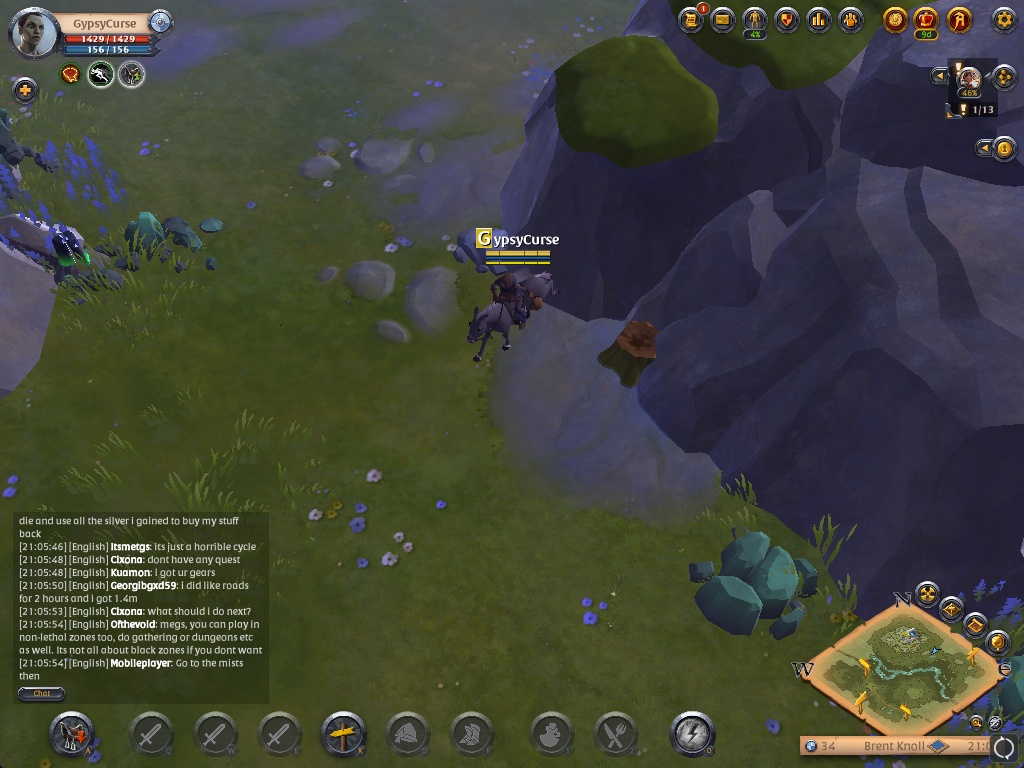 GypsyCurse
1429 / 1429
156 / 156
1
4%
9d
46%
1/13
1
GypsyCurse
die and use all the silver i gained to buy my stuff
back
[21:05:46] [English] Itsmetgs: its just a horrible cycle
[21:05:48] [English] Cixona: dont have any quest
[21:05:48] [English] Kuamon: i got ur gears
[21:05:50] [English] Georgibgxd59: i did like roads
for 2 hours and i got 1.4m
[21:05:53] [English] Cixona: what should i do next?
[21:05:54] [English] Ofthevoid: megs, you can play in
non-lethal zones too, do gathering or dungeons etc
as well. Its not all about black zones if you dont want
[21:05:54] [English] Mobileplayer: Go to the mists
then
Chat
A
Q
W
E
R
D
F
N
W
E
34 Brent Knoll